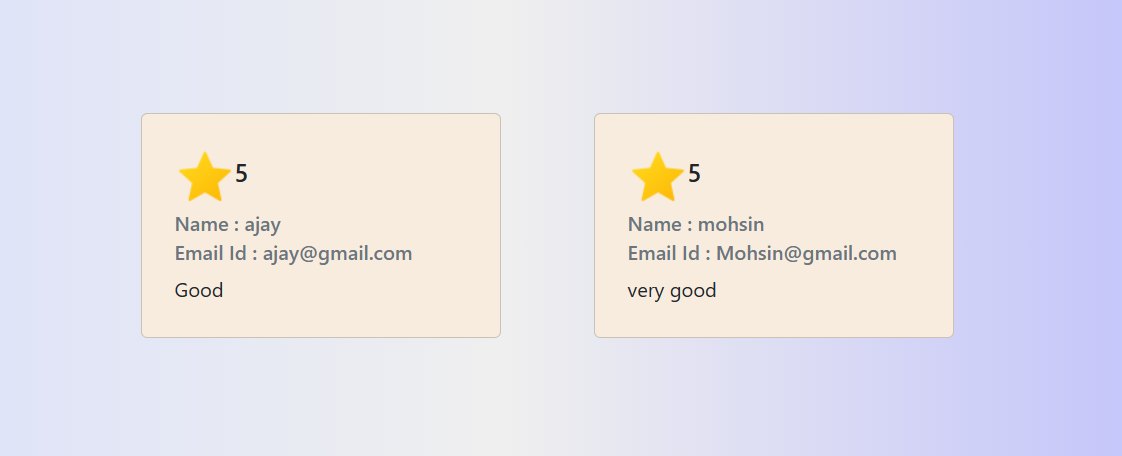 5
Name : ajay
Email Id : ajay@gmail.com
Good
5
Name : mohsin
Email Id : Mohsin@gmail.com
very good